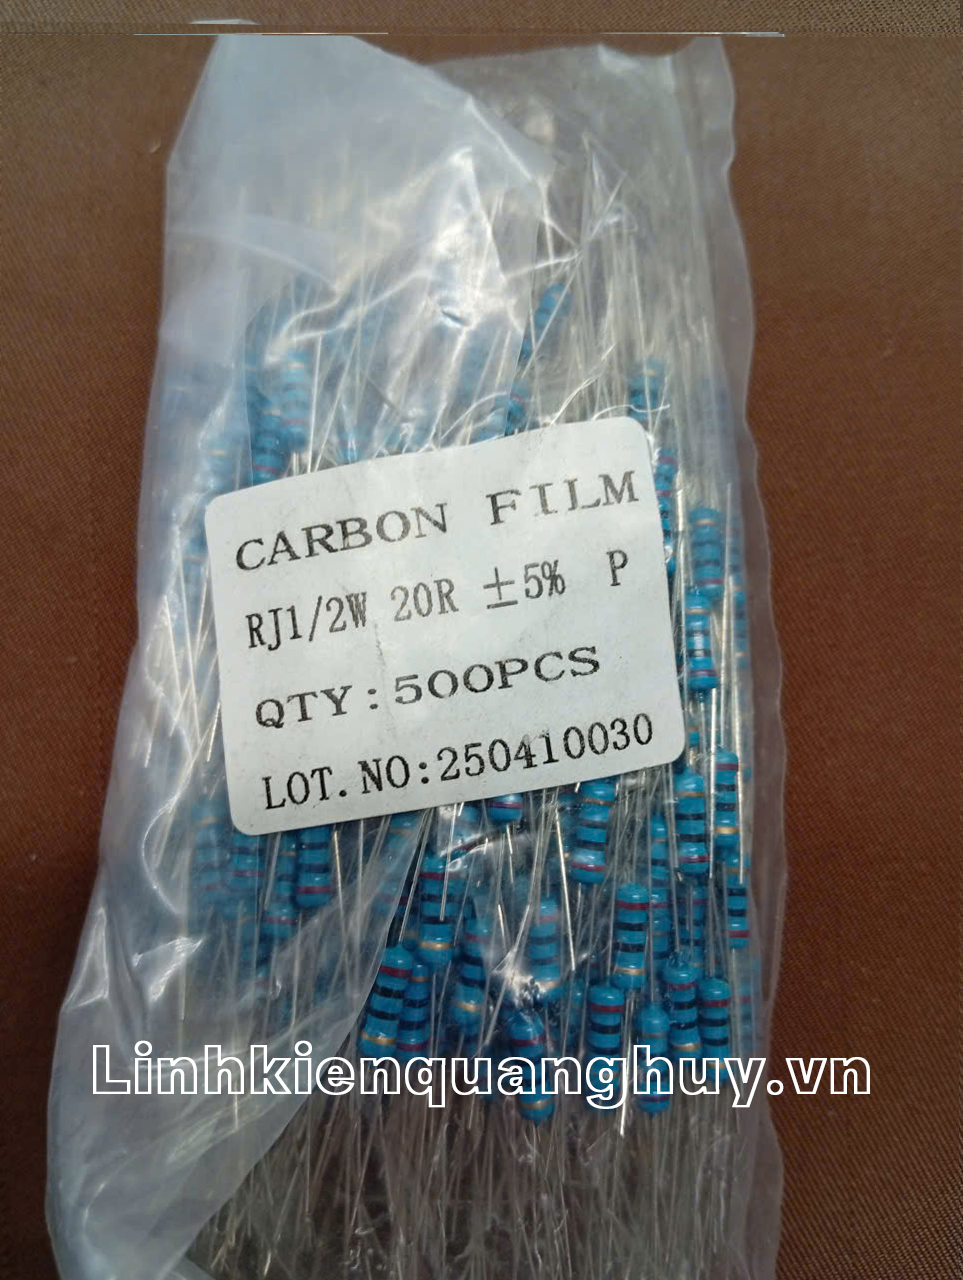 CARBON FILM
RJ1/2W 20R ±5% P
QTY:500PCS
LOT.NO:250410030
Linhkienquanghuy.vn